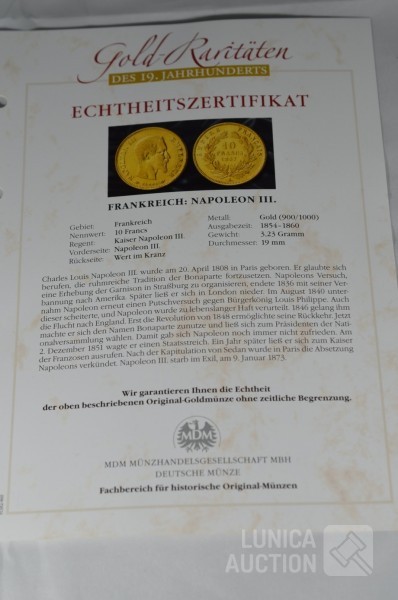 Gold-Raritäten
DES 19. JAHRHUNDERTS
ECHTHEITSZERTIFIKAT
10
FRANCS
FRANKREICH: NAPOLEON III.
Gebiet: Frankreich
Nennwert: 10 Francs
Regent: Kaiser Napoleon III.
Vorderseite: Napoleon III.
Rückseite: Wert im Kranz
Metall: Gold (900/1000)
Ausgabezeit: 1854-1860
Gewicht: 3,23 Gramm
Durchmesser: 19 mm
Charles Louis Napoleon III. wurde am 20. April 1808 in Paris geboren. Er glaubte sich
berufen, die ruhmreiche Tradition der Bonaparte fortzusetzen. Napoleons Versuch,
eine Erhebung der Garnison in Straßburg zu organisieren, endete 1836 mit seiner Ver-
bannung nach Amerika. Später ließ er sich in London nieder. Im August 1840 unter-
nahm Napoleon erneut einen Putschversuch gegen Bürgerkönig Louis Philippe. Auch
dieser scheiterte, und Napoleon wurde zu lebenslanger Haft verurteilt. 1846 gelang ihm
die Flucht nach England. Erst die Revolution von 1848 ermöglichte seine Rückkehr. Jetzt
machte er sich den Namen Bonaparte zunutze und ließ sich zum Präsidenten der Nati-
onalversammlung wählen. Damit gab sich Napoleon noch immer nicht zufrieden. Am
2. Dezember 1851 wagte er einen Staatsstreich. Ein Jahr später ließ er sich zum Kaiser
der Franzosen ausrufen. Nach der Kapitulation von Sedan wurde in Paris die Absetzung
Napoleons verkündet. Napoleon III. starb im Exil, am 9. Januar 1873.
Wir garantieren Ihnen die Echtheit
der oben beschriebenen Original-Goldmünze ohne zeitliche Begrenzung.
MDM
MDM MÜNZHANDELSGESELLSCHAFT MBH
DEUTSCHE MÜNZE
Fachbereich für historische Original-Münzen
LUNICA
AUCTION